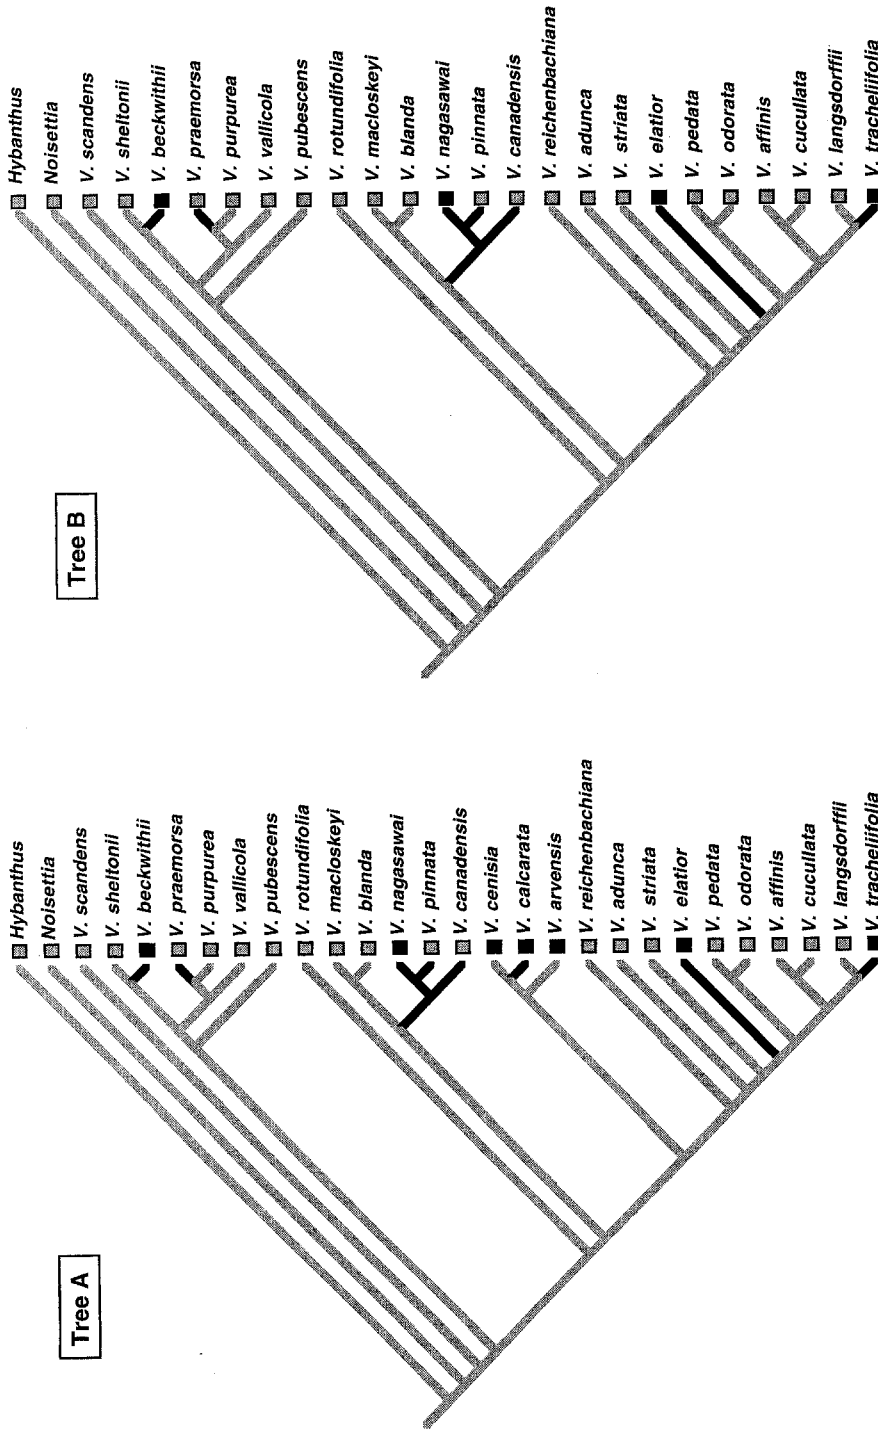 Tree A
Hybanthus
Noisettia
V. scandens
V. sheltonii
V. beckwithii
V. praemorsa
V. purpurea
V. vallicola
V. pubescens
V. rotundifolia
V. macloskeyi
V. blanda
V. nagasawai
V. pinnata
V. canadensis
V. cenisia
V. calcarata
V. arvensis
V. reichenbachiana
V. adunca
V. striata
V. elatior
V. pedata
V. odorata
V. affinis
V. cucullata
V. langsdorffii
V. tracheliifolia
Tree B
Hybanthus
Noisettia
V. scandens
V. sheltonii
V. beckwithii
V. praemorsa
V. purpurea
V. vallicola
V. pubescens
V. rotundifolia
V. macloskeyi
V. blanda
V. nagasawai
V. pinnata
V. canadensis
V. reichenbachiana
V. adunca
V. striata
V. elatior
V. pedata
V. odorata
V. affinis
V. cucullata
V. langsdorffii
V. tracheliifolia